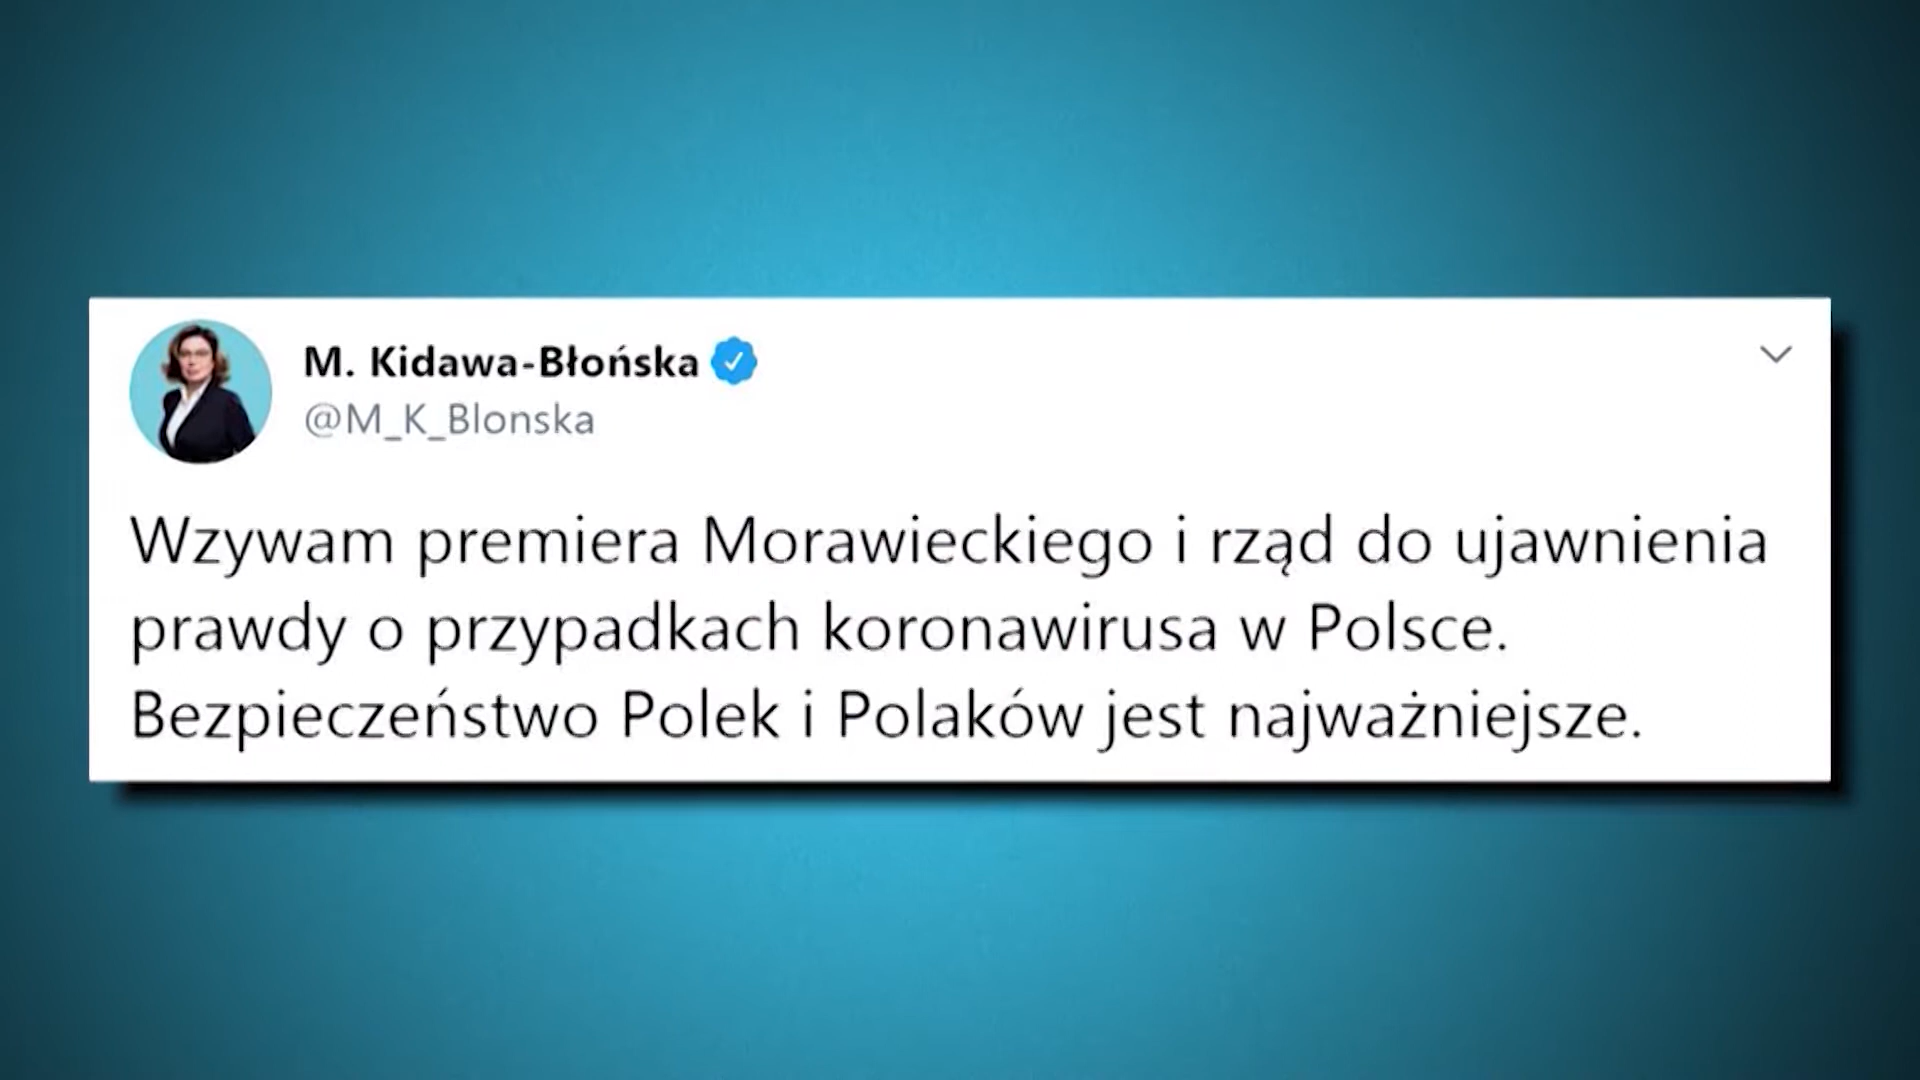 M. Kidawa-Błońska
@M_K_Blonska
Wzywam premiera Morawieckiego i rząd do ujawnienia
prawdy o przypadkach koronawirusa w Polsce.
Bezpieczeństwo Polek i Polaków jest najważniejsze.